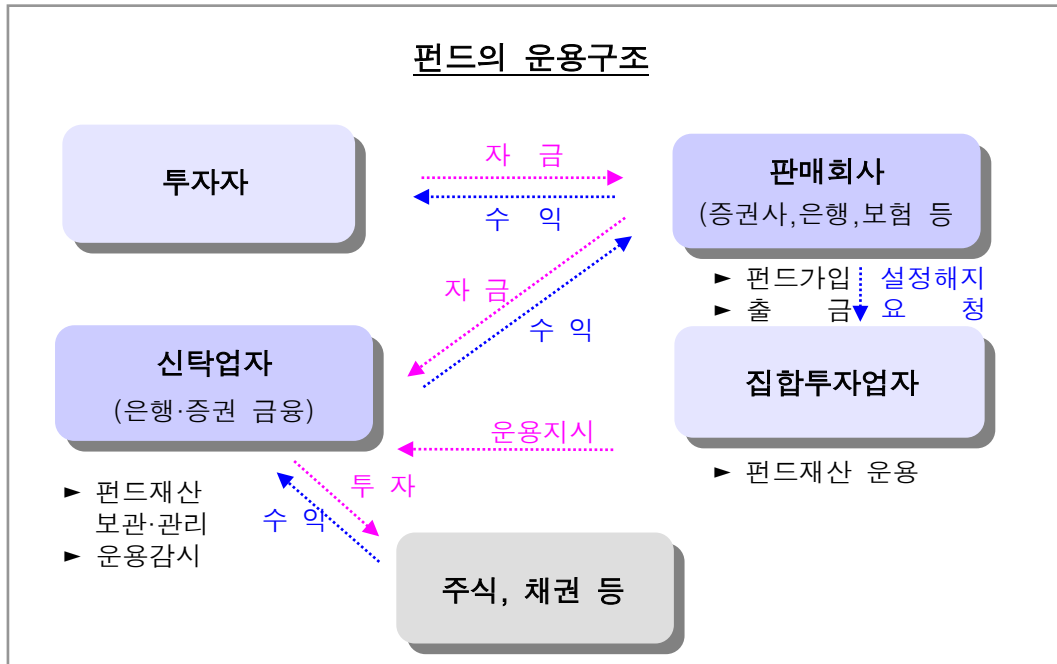 펀드의 운용구조
투자자
자 금
수 익
판매회사
(증권사,은행,보험 등
► 펀드가입
► 출 금
설정해지
요 청
자 금
수 익
신탁업자
(은행·증권 금융)
집합투자업자
운용지시
► 펀드재산 운용
► 펀드재산
보관·관리
► 운용감시
투 자
수 익
주식, 채권 등